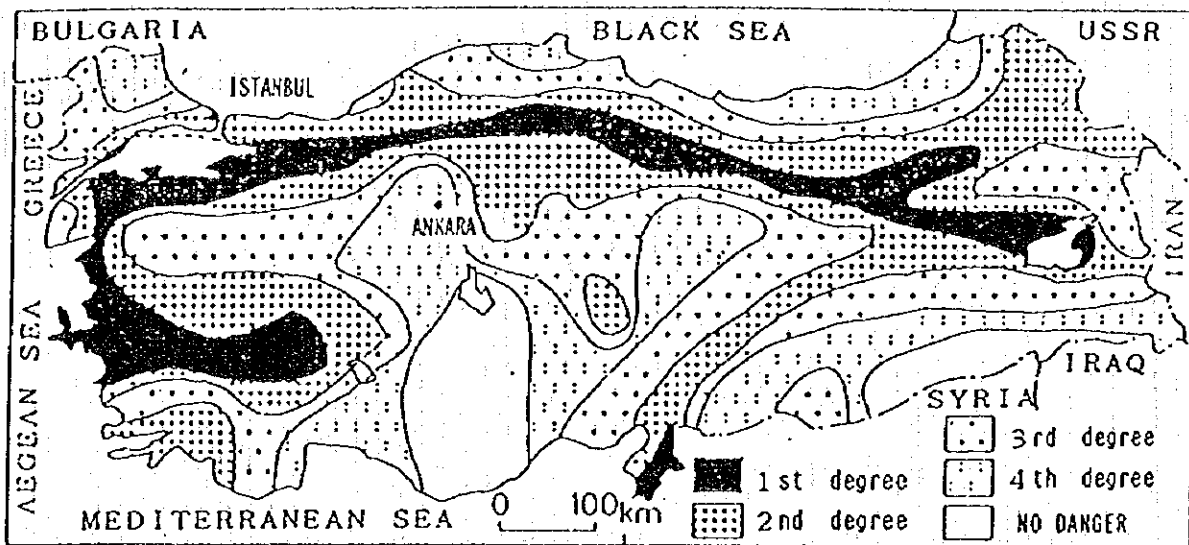 BULGARIA
BLACK SEA
USSR
ISTANBUL
GREECE
ANKARA
IRAN
AEGEAN SEA
IRAQ
SYRIA
MEDITERRANEAN SEA
0 100km
1st degree
2nd degree
3rd degree
4th degree
NO DANGER